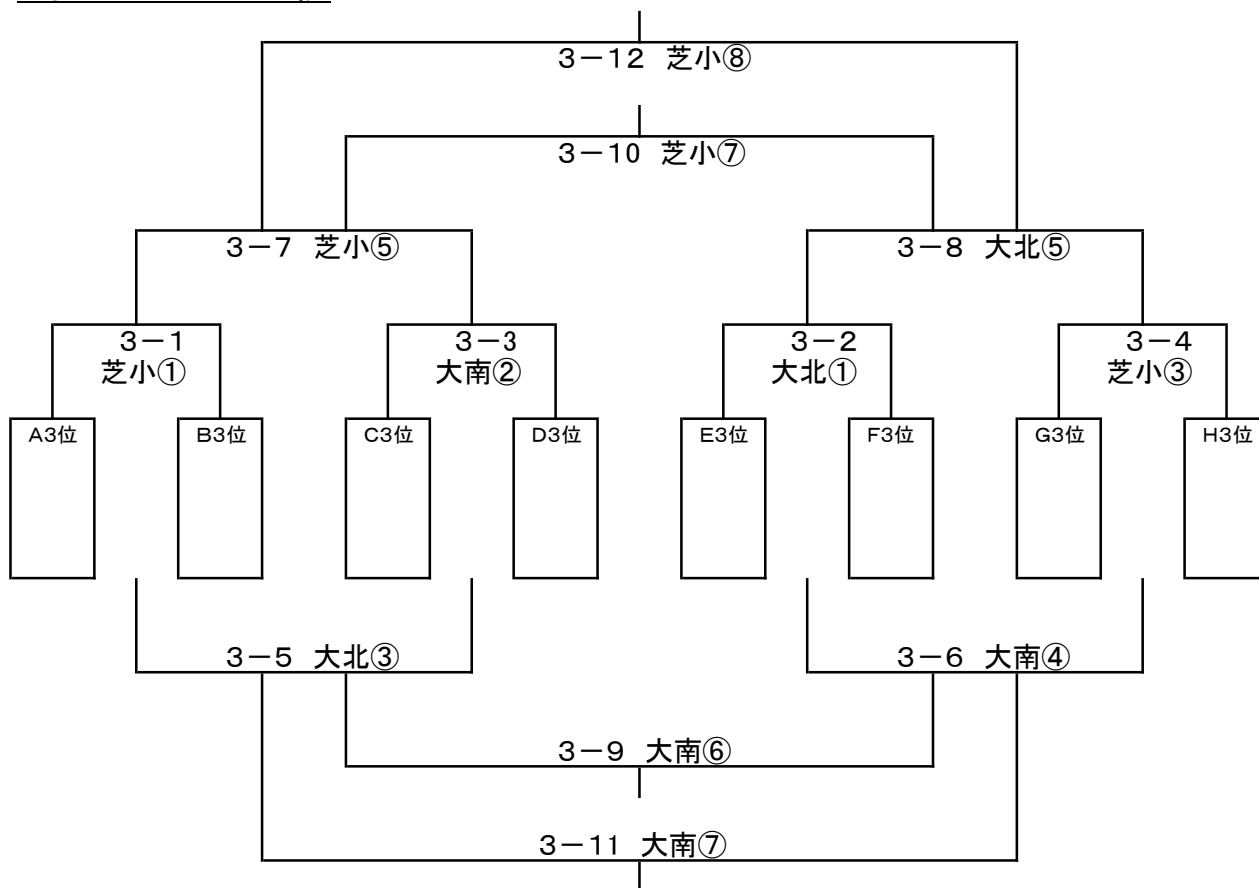 3－12 芝小⑧
3－10 芝小⑦
3－7 芝小⑤
3－8 大北⑤
3－1
芝小①
3－3
大南②
3－2
大北①
3－4
芝小③
A3位
B3位
C3位
D3位
E3位
F3位
G3位
H3位
3－5 大北③
3－6 大南④
3－9 大南⑥
3－11 大南⑦